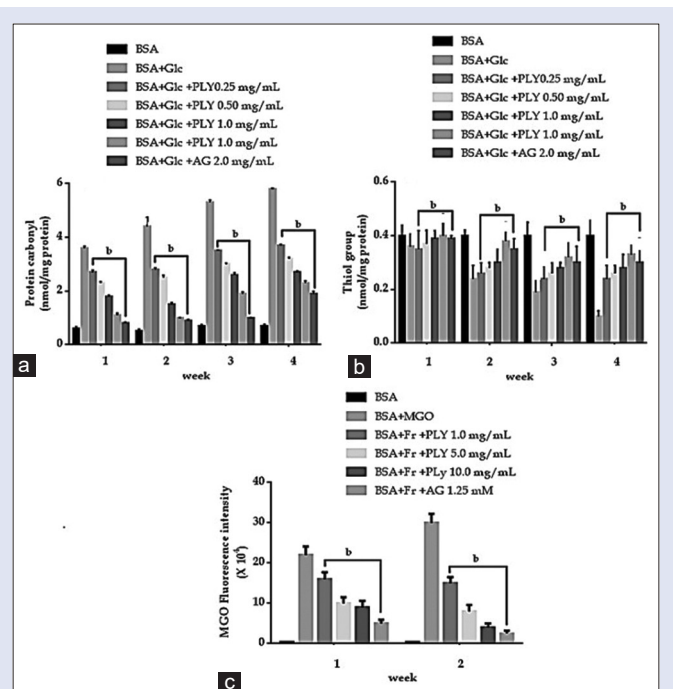 BSA
BSA+Glc
BSA+Glc +PLY0.25 mg/mL
BSA+Glc +PLY 0.50 mg/mL
BSA+Glc +PLY 1.0 mg/mL
BSA+Glc +PLY 1.0 mg/mL
BSA+Glc +AG 2.0 mg/mL
Protein carbonyl
(nmol/mg protein)
6
4
2
0
b
b
b
b
1 2 3 4
week
a
BSA
BSA+Glc
BSA+Glc +PLY0.25 mg/mL
BSA+Glc +PLY 0.50 mg/mL
BSA+Glc +PLY 1.0 mg/mL
BSA+Glc +PLY 1.0 mg/mL
BSA+Glc +AG 2.0 mg/mL
Thiol group
(nmol/mg protein)
0.6
0.4
0.2
0.0
b
b
b
b
1 2 3 4
week
b
BSA
BSA+MGO
BSA+Fr +PLY 1.0 mg/mL
BSA+Fr +PLY 5.0 mg/mL
BSA+Fr +PLy 10.0 mg/mL
BSA+Fr +AG 1.25 mM
MGO Fluorescence intensity
(X 10⁴)
40
30
20
10
0
b
b
1 2
week
c